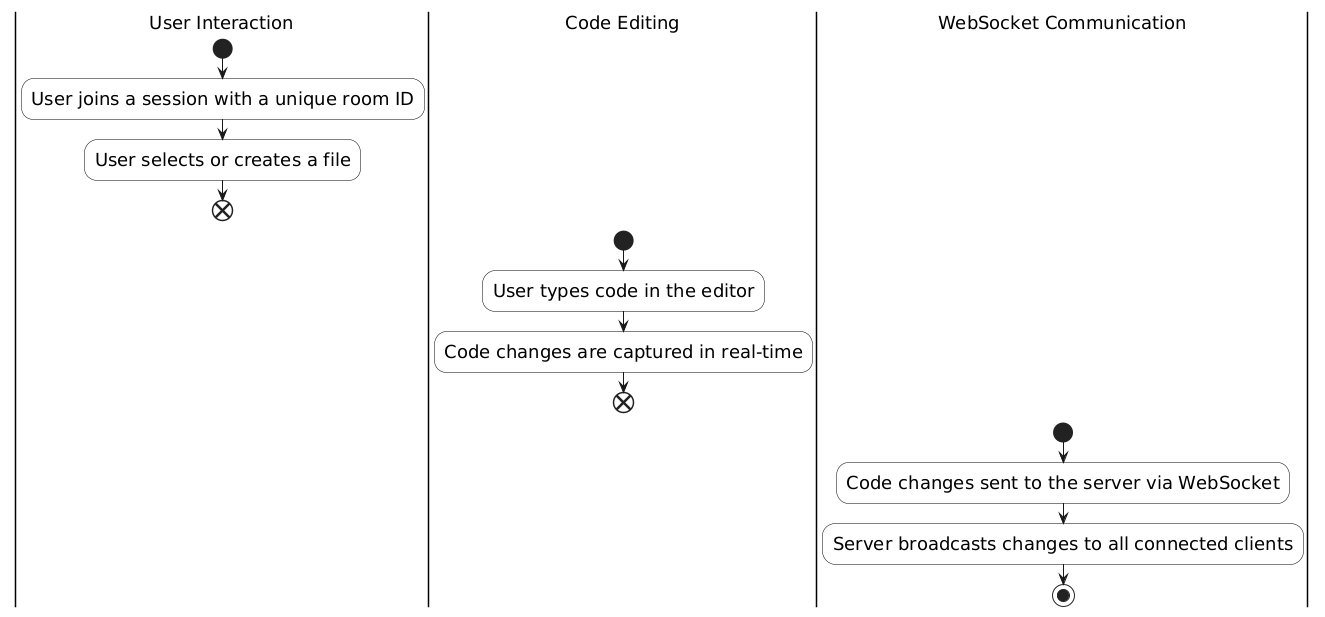 User Interaction
Code Editing
WebSocket Communication
User joins a session with a unique room ID
User selects or creates a file
User types code in the editor
Code changes are captured in real-time
Code changes sent to the server via WebSocket
Server broadcasts changes to all connected clients